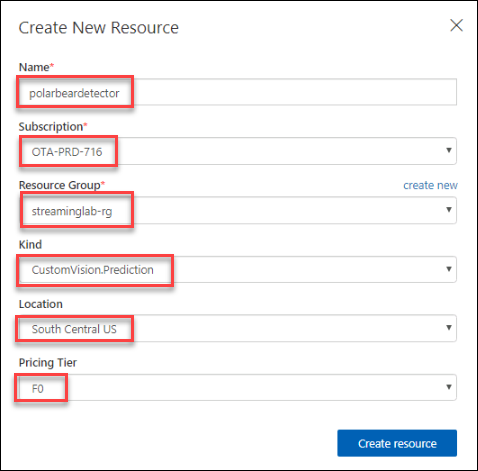 Create New Resource
Name*
polarbeardetector
Subscription*
OTA-PRD-716
Resource Group* create new
streaminglab-rg
Kind
CustomVision.Prediction
Location
South Central US
Pricing Tier
F0
Create resource